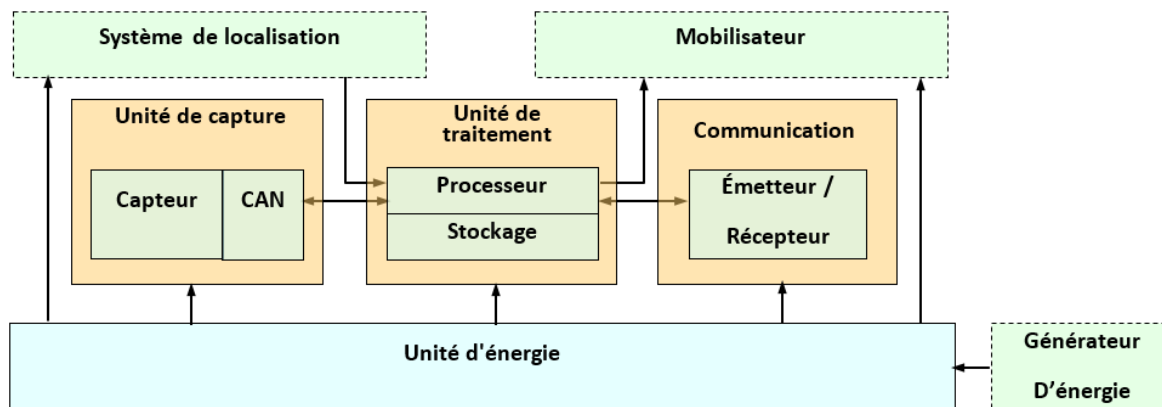 Système de localisation
Mobilisateur
Unité de capture
Unité de
traitement
Communication
Capteur
CAN
Processeur
Stockage
Émetteur /
Récepteur
Unité d'énergie
Générateur
D’énergie